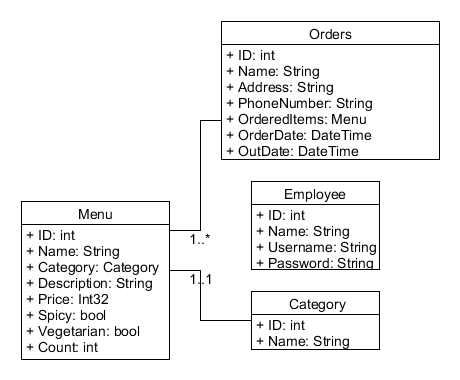 Orders
+ ID: int
+ Name: String
+ Address: String
+ PhoneNumber: String
+ OrderedItems: Menu
+ OrderDate: DateTime
+ OutDate: DateTime
Menu
+ ID: int
+ Name: String
+ Category: Category
+ Description: String
+ Price: Int32
+ Spicy: bool
+ Vegetarian: bool
+ Count: int
1..*
1..1
Employee
+ ID: int
+ Name: String
+ Username: String
+ Password: String
Category
+ ID: int
+ Name: String